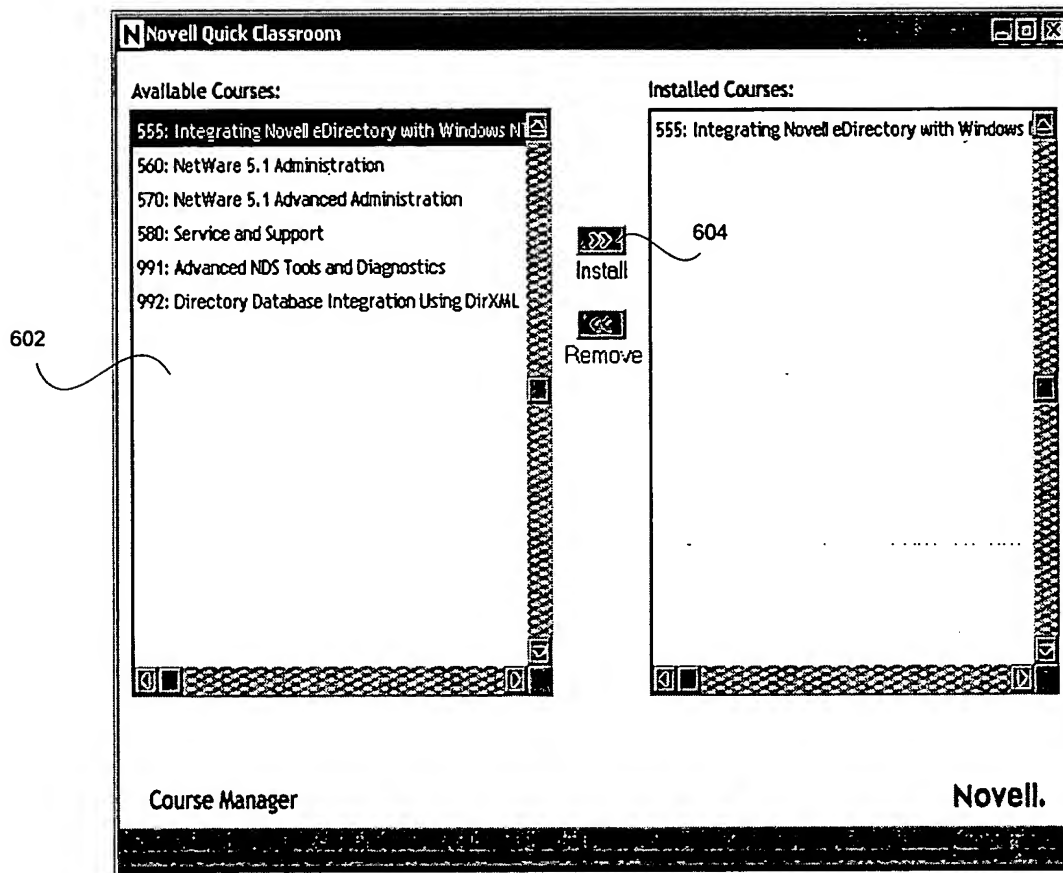 Novell Quick Classroom
Available Courses:
Installed Courses:
555: Integrating Novell eDirectory with Windows NT
560: NetWare 5.1 Administration
570: NetWare 5.1 Advanced Administration
580: Service and Support
991: Advanced NDS Tools and Diagnostics
992: Directory Database Integration Using DirXML
555: Integrating Novell eDirectory with Windows
604
Install
602
Remove
Course Manager
Novell.